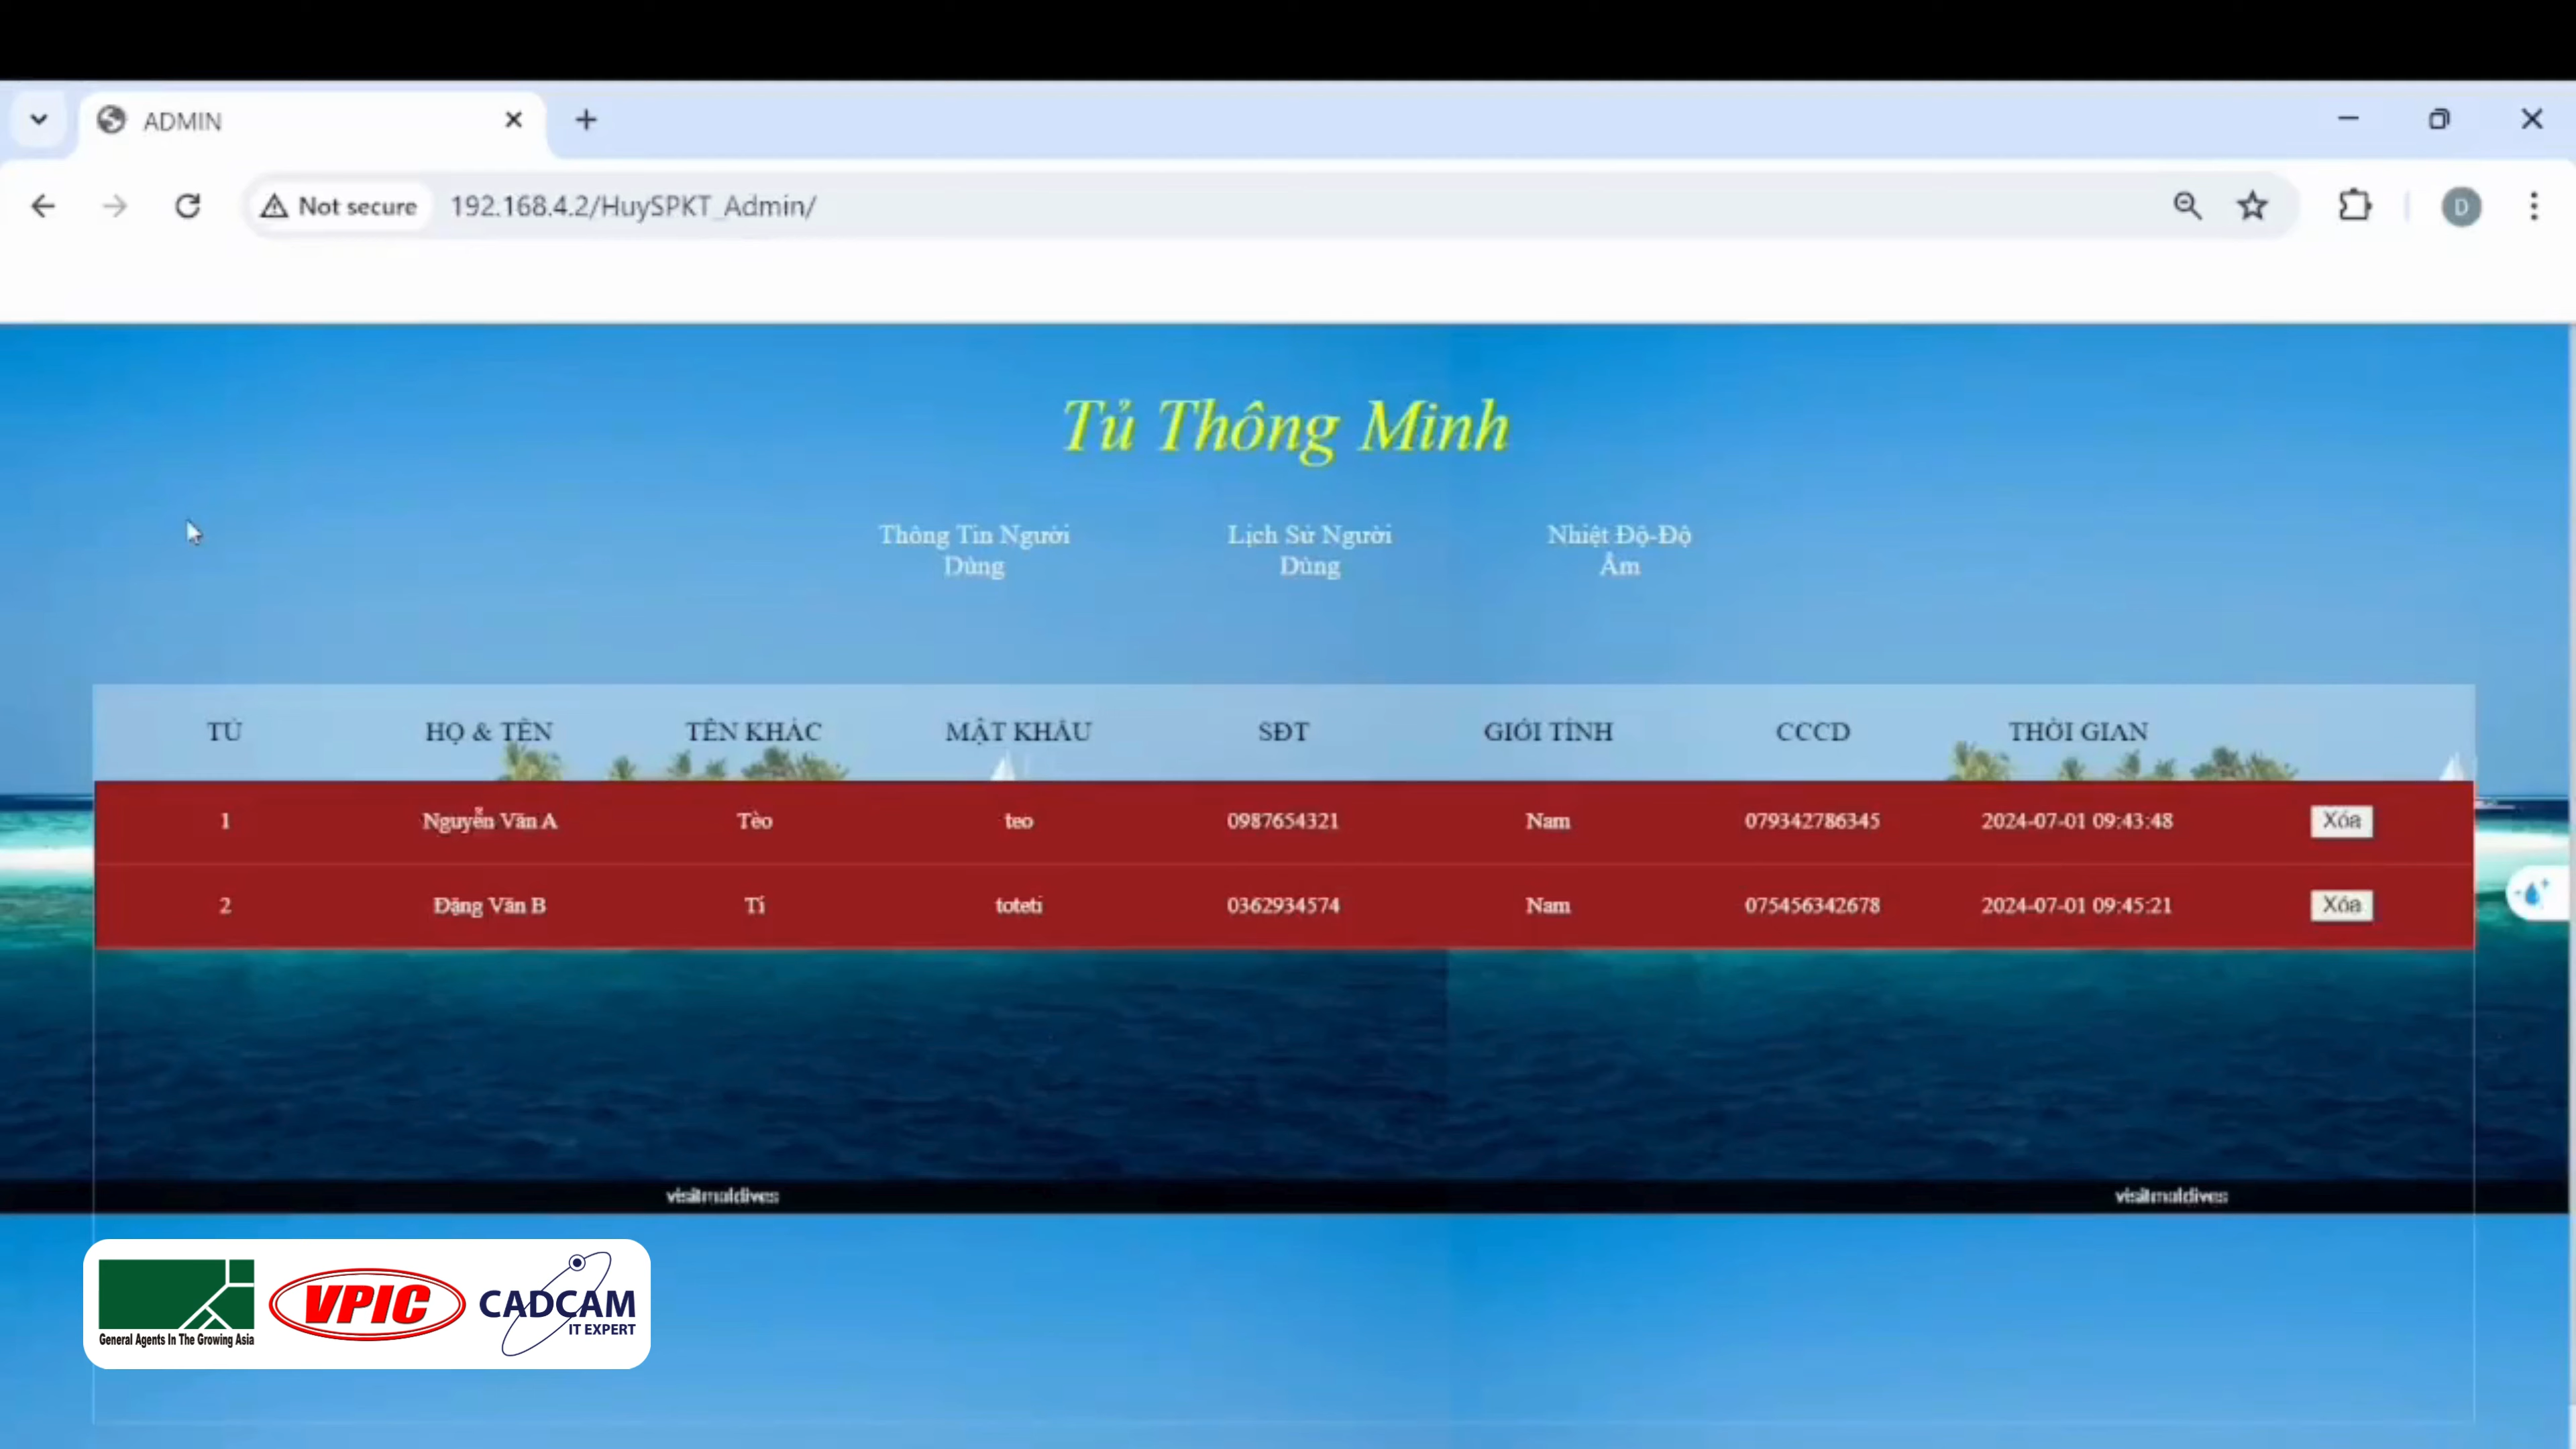 ADMIN
Not secure
192.168.4.2/HuySPKT_Admin/
D
Tủ Thông Minh
Thông Tin Người
Dùng
Lịch Sử Người
Dùng
Nhiệt Độ-Độ
Ẩm
TỦ HỌ & TÊN TÊN KHÁC MẬT KHẨU SĐT GIỚI TÍNH CCCD THỜI GIAN
1 Nguyễn Văn A Tèo teo 0987654321 Nam 079342786345 2024-07-01 09:43:48 Xóa
2 Đặng Văn B Tí toteti 0362934574 Nam 075456342678 2024-07-01 09:45:21 Xóa
visitmaldives visitmaldives
General Agents In The Growing Asia
VPIC
CADCAM
IT EXPERT